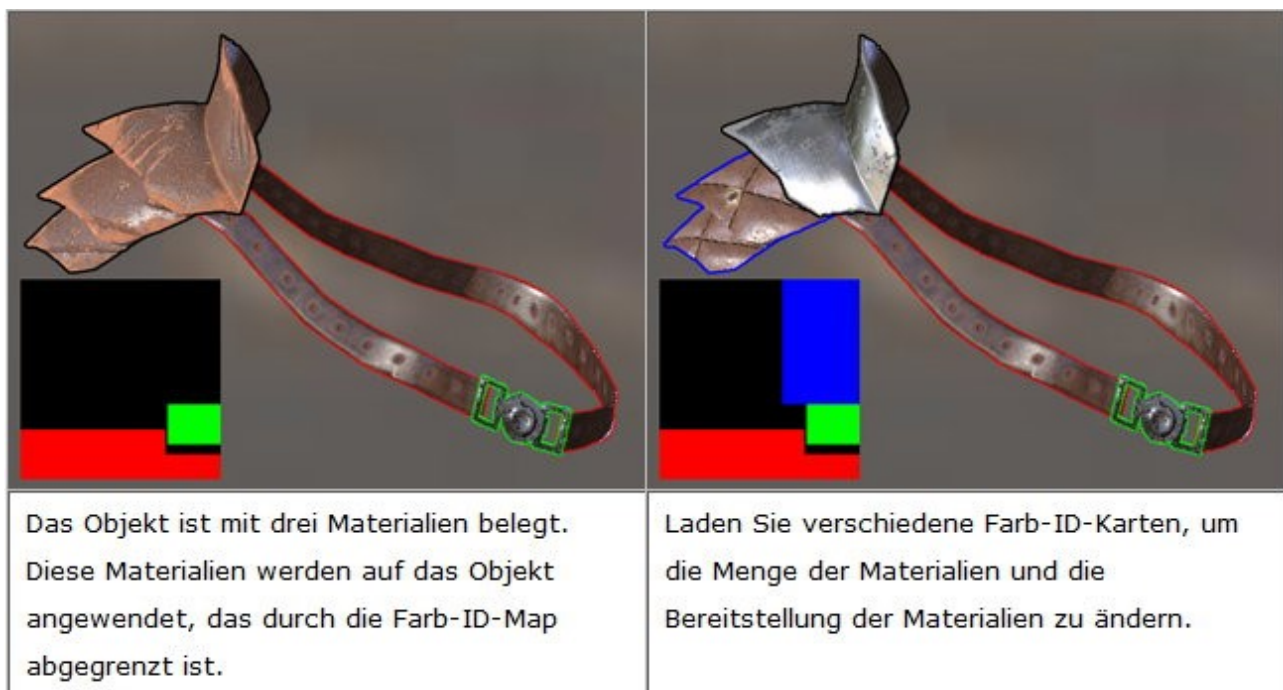 Das Objekt ist mit drei Materialien belegt.
Diese Materialien werden auf das Objekt
angewendet, das durch die Farb-ID-Map
abgegrenzt ist.
Laden Sie verschiedene Farb-ID-Karten, um
die Menge der Materialien und die
Bereitstellung der Materialien zu ändern.